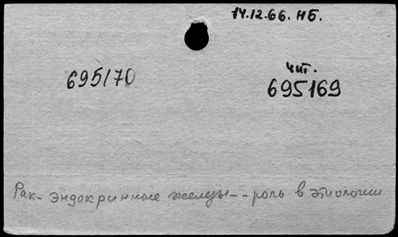 14.12.66. НБ.
чит.
695170 695169
Рак- эндокринные железы-- роль в этиологии